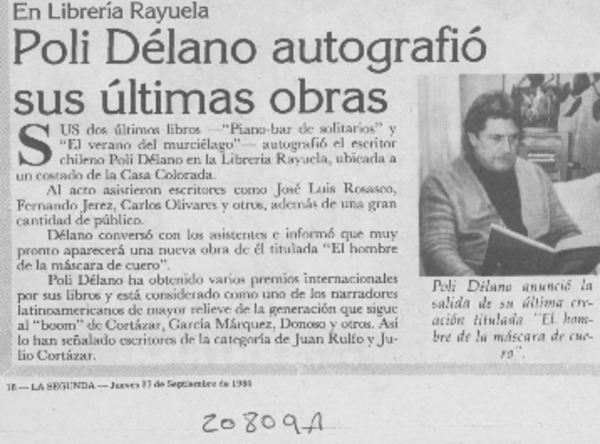 En Librería Rayuela
Poli Délano autografió
sus últimas obras
SUS dos últimos libros —"Piano-bar de solitarios" y
"El verano del murciélago"— autografió el escritor
chileno Poli Délano en la Librería Rayuela, ubicada a
un costado de la Casa Colorada.
Al acto asistieron escritores como José Luis Rosasco,
Fernando Jerez, Carlos Olivares y otros, además de una gran
cantidad de público.
Délano conversó con los asistentes e informó que muy
pronto aparecerá una nueva obra de él titulada "El hombre
de la máscara de cuero".
Poli Délano ha obtenido varios premios internacionales
por sus libros y está considerado como uno de los narradores
latinoamericanos de mayor relieve de la generación que sigue
al "boom" de Cortázar, García Márquez, Donoso y otros. Así
lo han señalado escritores de la categoría de Juan Rulfo y Ju-
lio Cortázar.
Poli Délano anunció la
salida de su última cre-
ación titulada "El hom-
bre de la máscara de cue-
ro".
— LA SEGUNDA — Jueves 27 de Septiembre de 1984
20809A